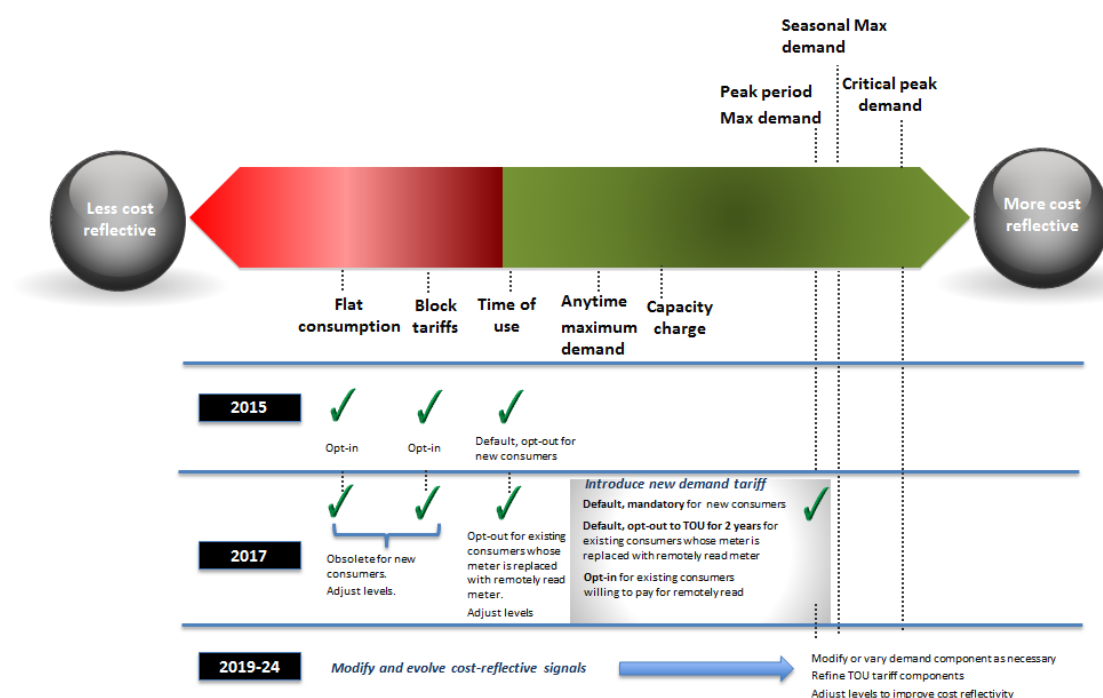 Seasonal Max
demand
Peak period
Max demand
Critical peak
demand
Less cost
reflective
More cost
reflective
Flat
consumption
Block
tariffs
Time of
use
Anytime
maximum
demand
Capacity
charge
2015
Opt-in
Opt-in
Default, opt-out for
new consumers
2017
Obsolete for new
consumers.
Adjust levels.
Opt-out for existing
consumers whose
meter is replaced
with remotely read
meter.
Adjust levels
Introduce new demand tariff
Default, mandatory for new consumers
Default, opt-out to TOU for 2 years for
existing consumers whose meter is
replaced with remotely read meter
Opt-in for existing consumers
willing to pay for remotely read
2019-24
Modify and evolve cost-reflective signals
Modify or vary demand component as necessary
Refine TOU tariff components
Adjust levels to improve cost reflectivity